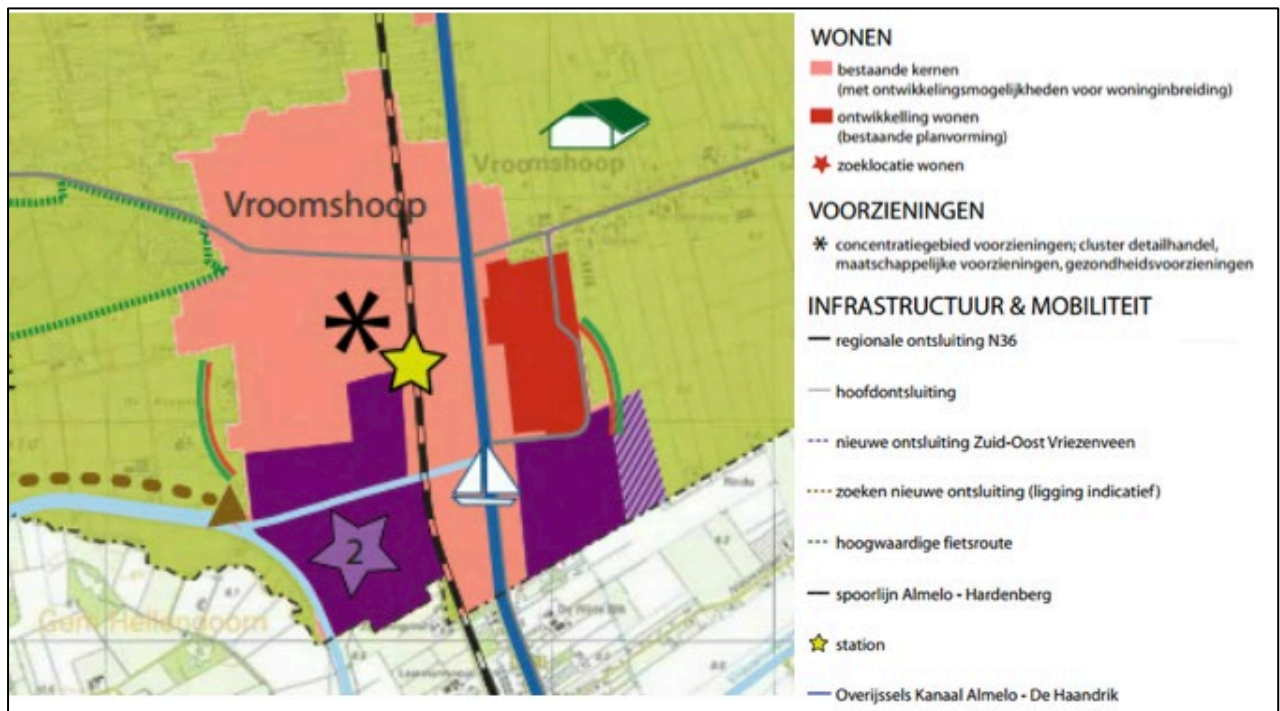 Vroomshoop
Vroomshoop
2
Gem Hellendoorn
WONEN
bestaande kernen
(met ontwikkelingsmogelijkheden voor woninginbreiding)
ontwikkelling wonen
(bestaande planvorming)
zoeklocatie wonen
VOORZIENINGEN
concentratiegebied voorzieningen; cluster detailhandel,
maatschappelijke voorzieningen, gezondheidsvoorzieningen
INFRASTRUCTUUR & MOBILITEIT
regionale ontsluiting N36
hoofdontsluiting
nieuwe ontsluiting Zuid-Oost Vriezenveen
zoeken nieuwe ontsluiting (ligging indicatief)
hoogwaardige fietsroute
spoorlijn Almelo - Hardenberg
station
Overijssels Kanaal Almelo - De Haandrik